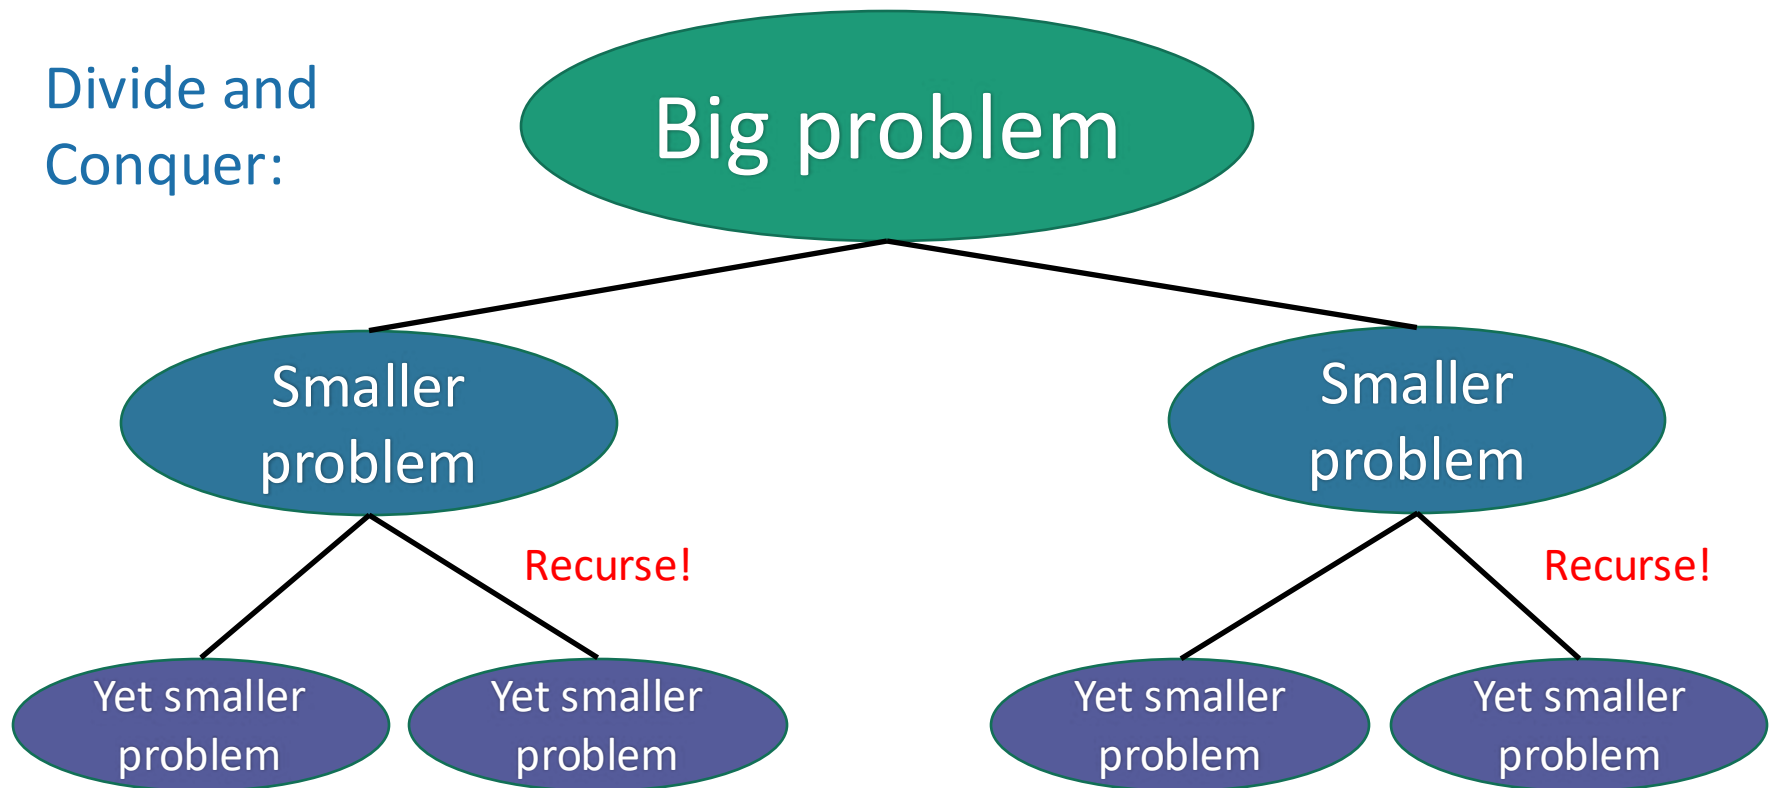 Divide and
Conquer:
Big problem
Smaller
problem
Smaller
problem
Recurse!
Recurse!
Yet smaller
problem
Yet smaller
problem
Yet smaller
problem
Yet smaller
problem